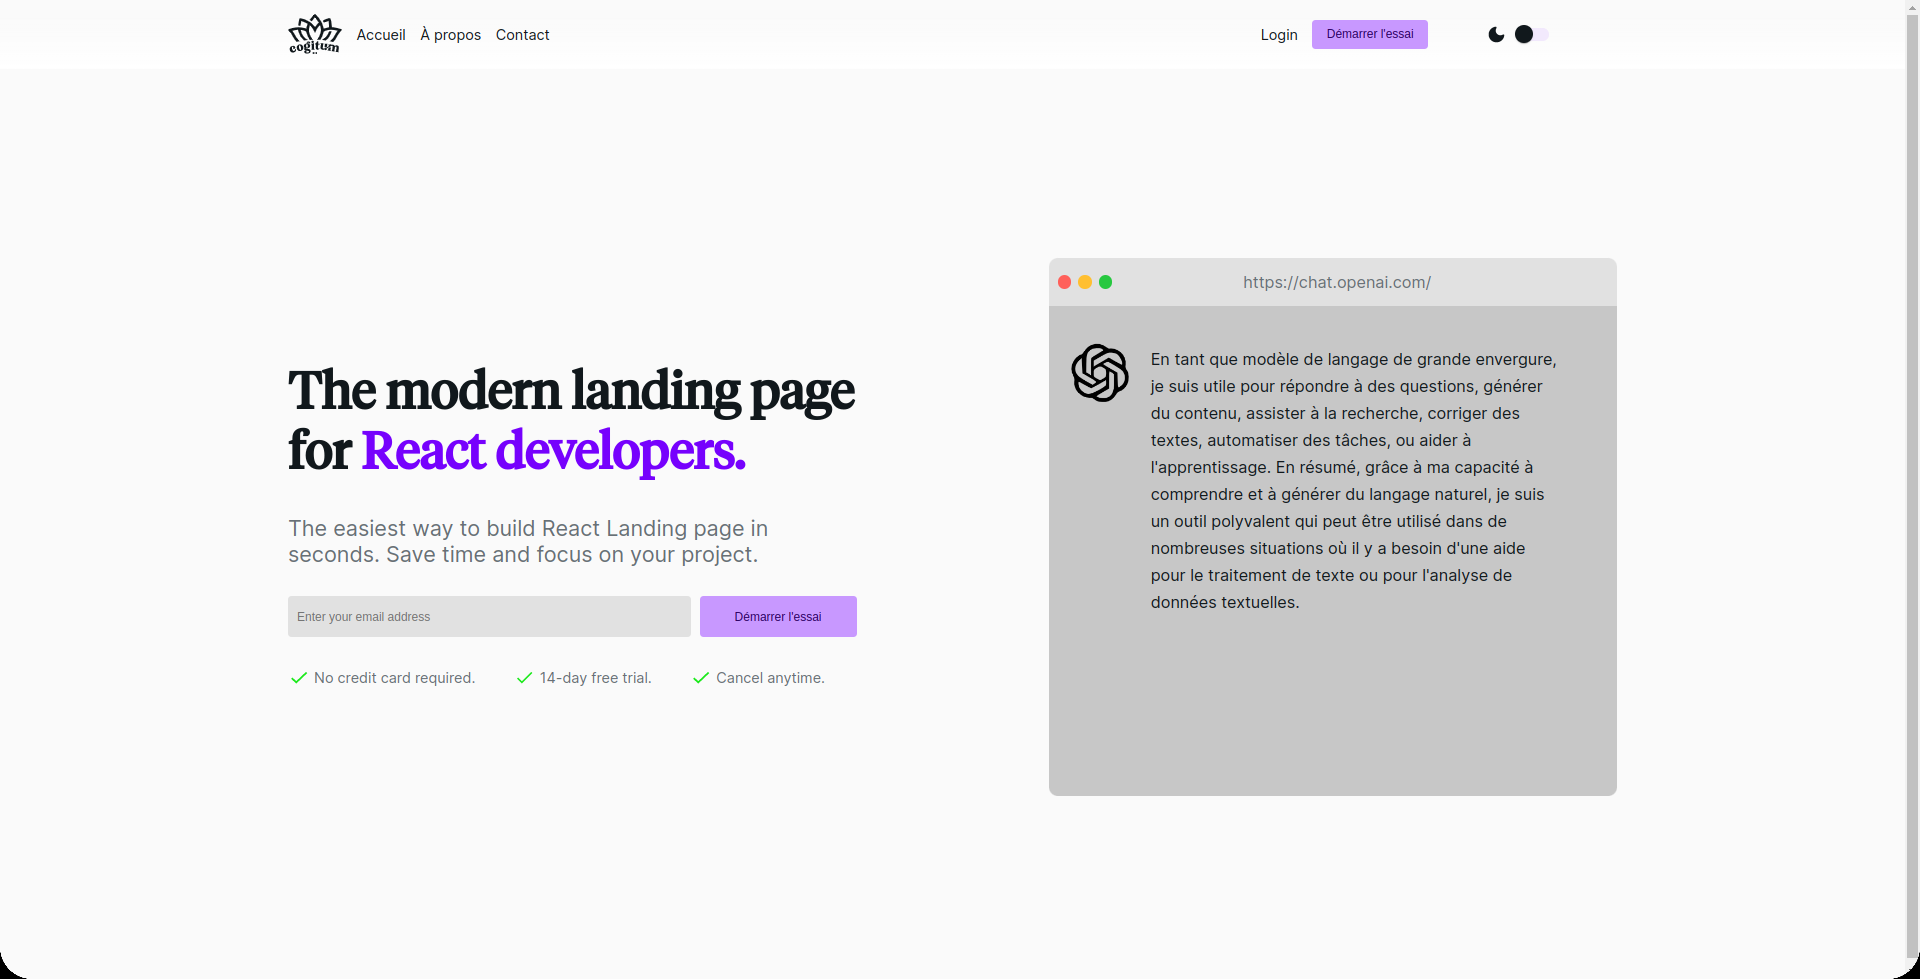 cogitum
Accueil À propos Contact
Login
Démarrer l'essai
The modern landing page
for React developers.
The easiest way to build React Landing page in
seconds. Save time and focus on your project.
Enter your email address
Démarrer l'essai
No credit card required.
14-day free trial.
Cancel anytime.
https://chat.openai.com/
En tant que modèle de langage de grande envergure,
je suis utile pour répondre à des questions, générer
du contenu, assister à la recherche, corriger des
textes, automatiser des tâches, ou aider à
l'apprentissage. En résumé, grâce à ma capacité à
comprendre et à générer du langage naturel, je suis
un outil polyvalent qui peut être utilisé dans de
nombreuses situations où il y a besoin d'une aide
pour le traitement de texte ou pour l'analyse de
données textuelles.